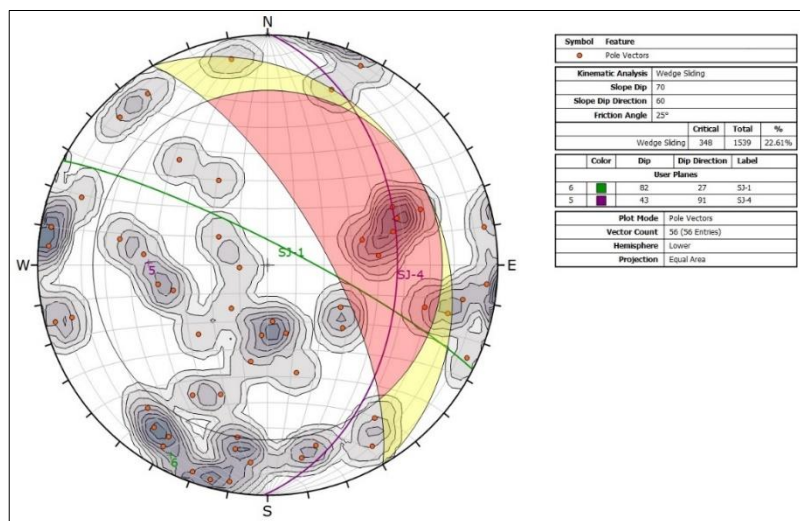 N
W
E
S
SJ-1
SJ-4
5
6
Symbol Feature
Pole Vectors
Kinematic Analysis Wedge Sliding
Slope Dip 70
Slope Dip Direction 60
Friction Angle 25°
Critical Total %
Wedge Sliding 348 1539 22.61%
Color Dip Dip Direction Label
User Planes
6 82 27 SJ-1
5 43 91 SJ-4
Plot Mode Pole Vectors
Vector Count 56 (56 Entries)
Hemisphere Lower
Projection Equal Area